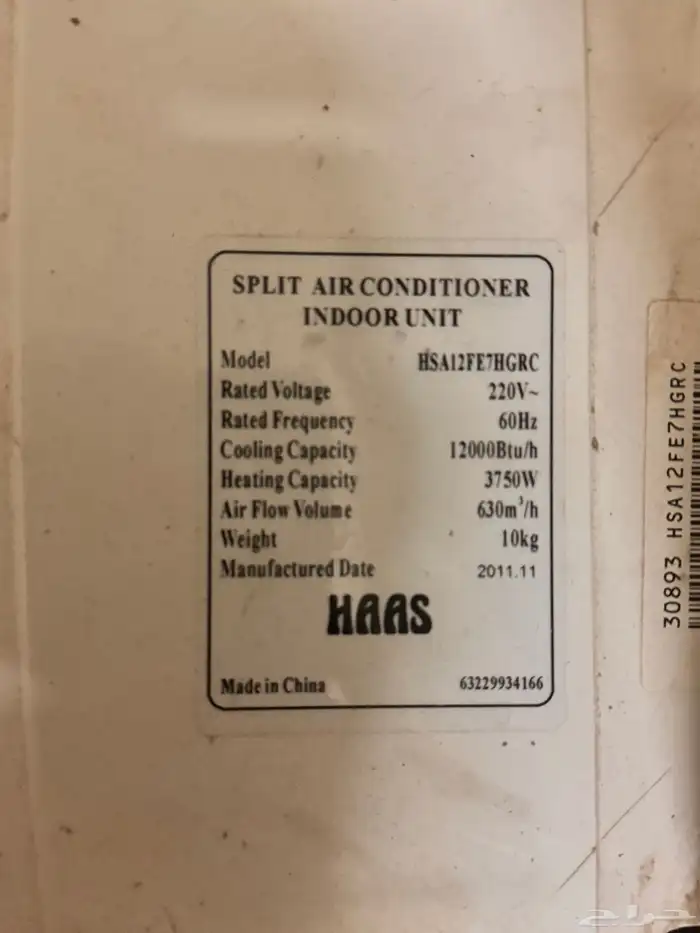 SPLIT AIR CONDITIONER
INDOOR UNIT
Model HSA12FE7HGRC
Rated Voltage 220V~
Rated Frequency 60Hz
Cooling Capacity 12000Btu/h
Heating Capacity 3750W
Air Flow Volume 630m³/h
Weight 10kg
Manufactured Date 2011.11
HAAS
Made in China 63229934166
30893 HSA12FE7HGRC
حراج